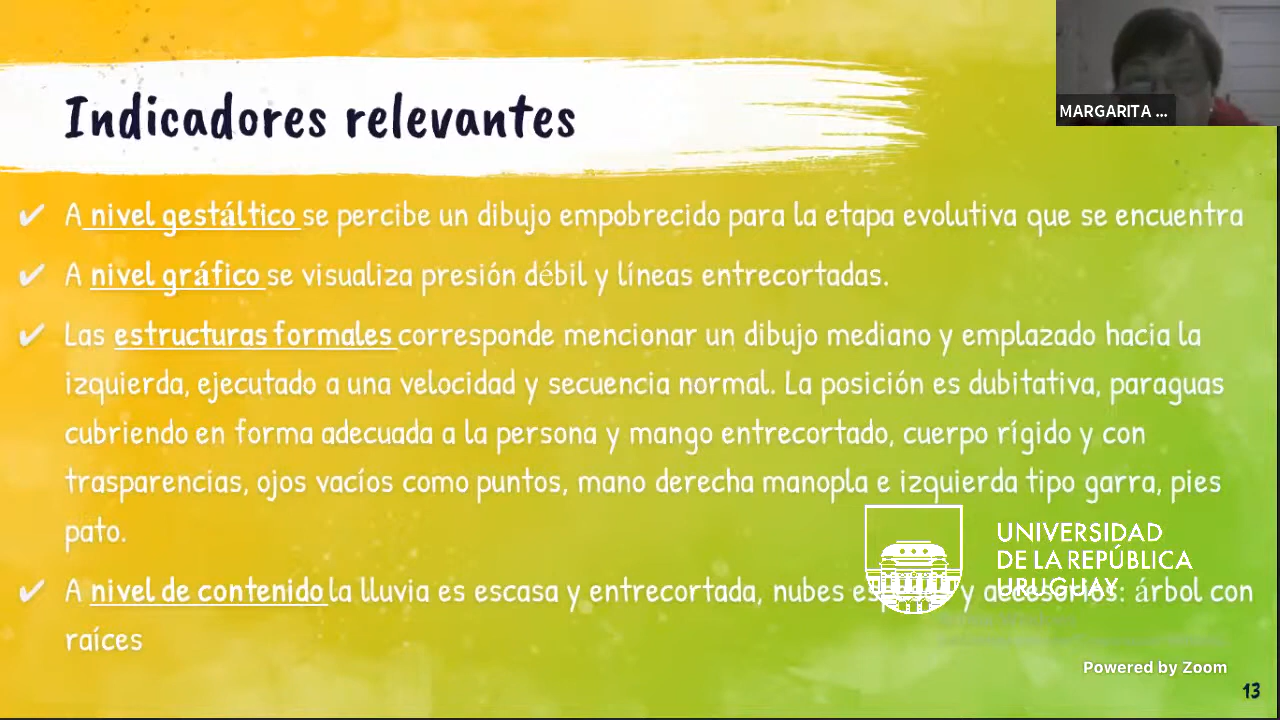 Indicadores relevantes
MARGARITA ...
✔ A nivel gestáltico se percibe un dibujo empobrecido para la etapa evolutiva que se encuentra
✔ A nivel gráfico se visualiza presión débil y líneas entrecortadas.
✔ Las estructuras formales corresponde mencionar un dibujo mediano y emplazado hacia la
izquierda, ejecutado a una velocidad y secuencia normal. La posición es dubitativa, paraguas
cubriendo en forma adecuada a la persona y mango entrecortado, cuerpo rígido y con
trasparencias, ojos vacíos como puntos, mano derecha manopla e izquierda tipo garra, pies
pato.
UNIVERSIDAD
DE LA REPÚBLICA
URUGUAY
✔ A nivel de contenido la lluvia es escasa y entrecortada, nubes y accesorios: árbol con
raíces
Powered by Zoom
13